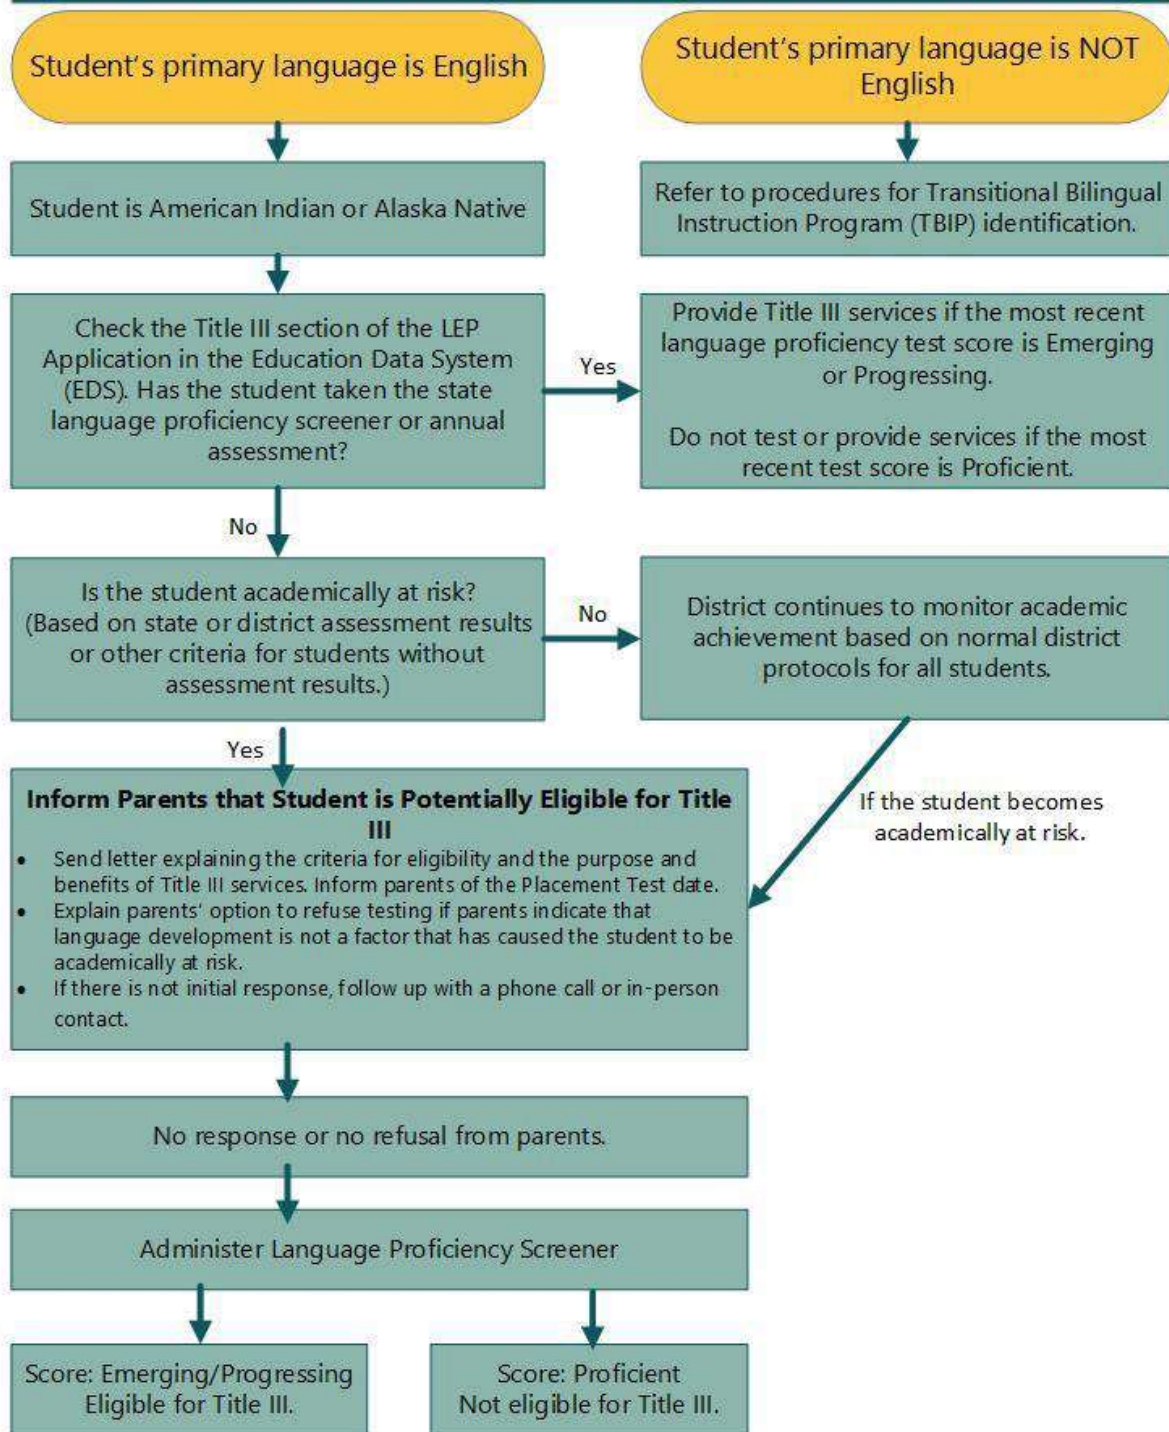 Student's primary language is English
Student's primary language is NOT
English
Student is American Indian or Alaska Native
Refer to procedures for Transitional Bilingual
Instruction Program (TBIP) identification.
Check the Title III section of the LEP
Application in the Education Data System
(EDS). Has the student taken the state
language proficiency screener or annual
assessment?
Yes
Provide Title III services if the most recent
language proficiency test score is Emerging
or Progressing.
Do not test or provide services if the most
recent test score is Proficient.
No
Is the student academically at risk?
(Based on state or district assessment results
or other criteria for students without
assessment results.)
No
District continues to monitor academic
achievement based on normal district
protocols for all students.
Yes
If the student becomes
academically at risk.
Inform Parents that Student is Potentially Eligible for Title
III
• Send letter explaining the criteria for eligibility and the purpose and
benefits of Title III services. Inform parents of the Placement Test date.
• Explain parents' option to refuse testing if parents indicate that
language development is not a factor that has caused the student to be
academically at risk.
• If there is not initial response, follow up with a phone call or in-person
contact.
No response or no refusal from parents.
Administer Language Proficiency Screener
Score: Emerging/Progressing
Eligible for Title III.
Score: Proficient
Not eligible for Title III.